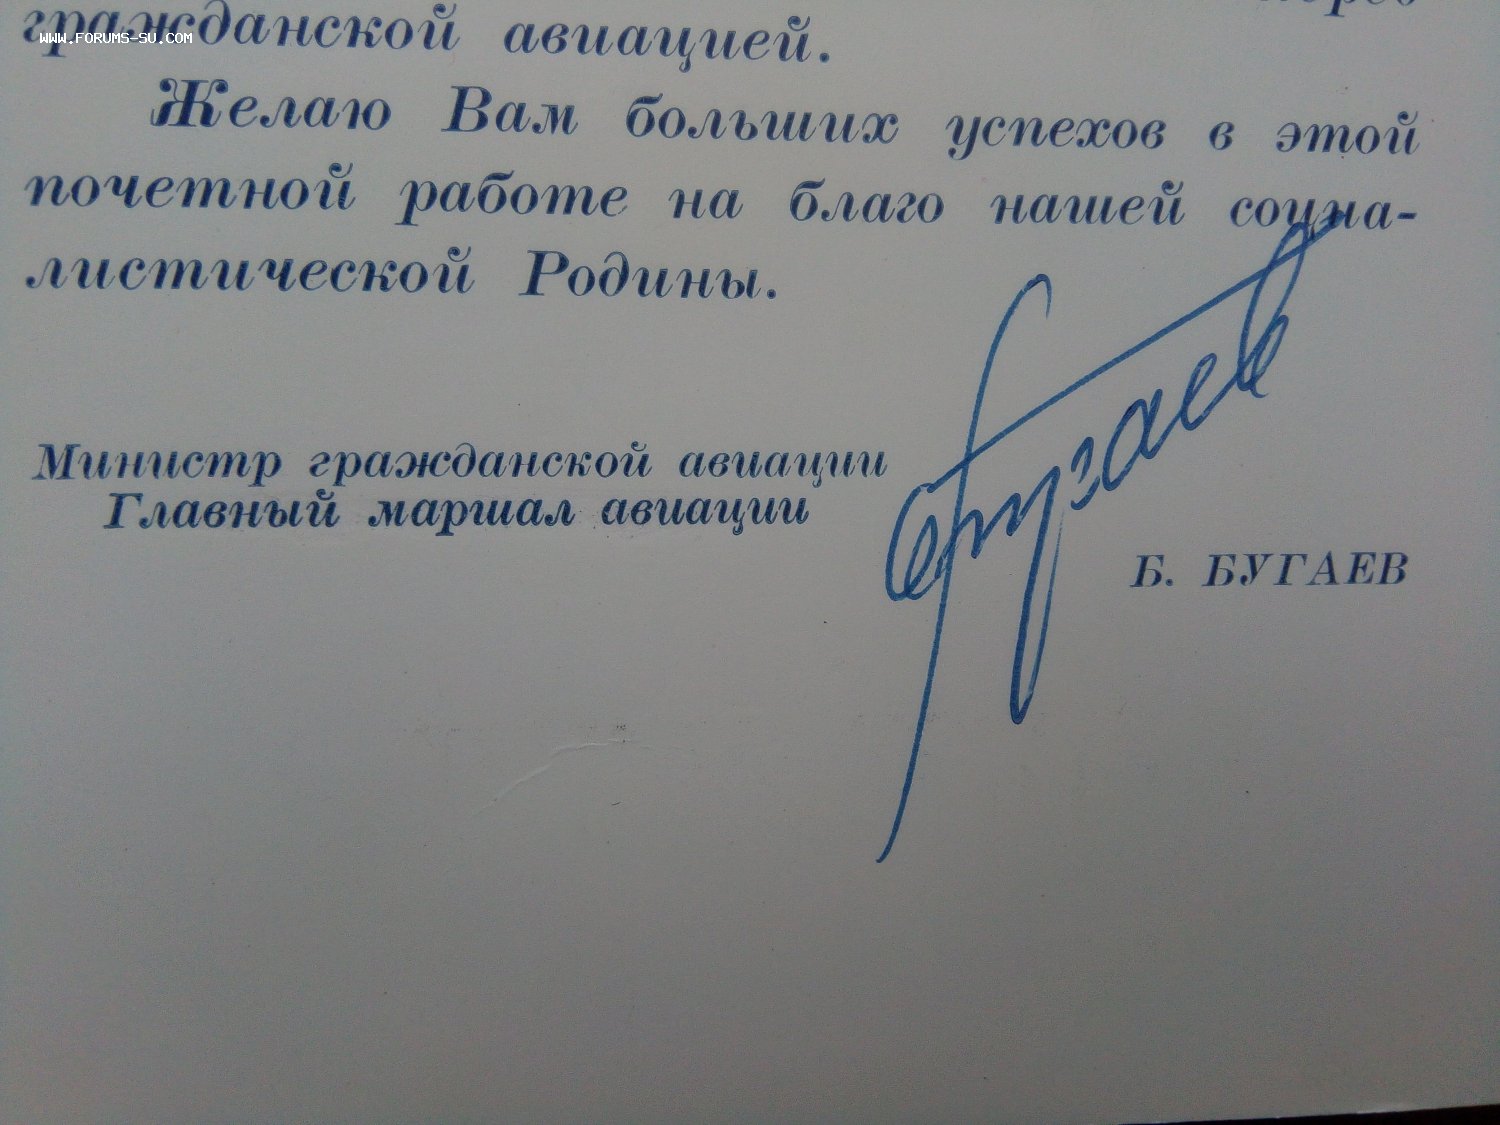 гражданской авиацией.
WWW.FORUMS-SU.COM
Желаю Вам больших успехов в этой
почетной работе на благо нашей социа-
листической Родины.
Министр гражданской авиации
Главный маршал авиации
Бугаев
Б. БУГАЕВ